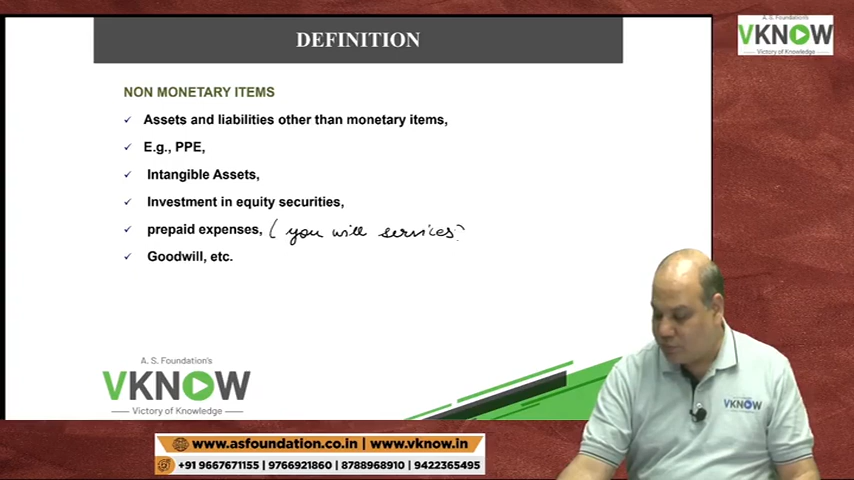 DEFINITION
A. S. Foundation's
VKNOW
Victory of Knowledge
NON MONETARY ITEMS
✓ Assets and liabilities other than monetary items,
✓ E.g., PPE,
✓ Intangible Assets,
✓ Investment in equity securities,
✓ prepaid expenses, (you will services
✓ Goodwill, etc.
A. S. Foundation's
VKNOW
Victory of Knowledge
VKNOW
www.asfoundation.co.in | www.vknow.in
+91 9667671155 | 9766921860 | 8788968910 | 9422365495